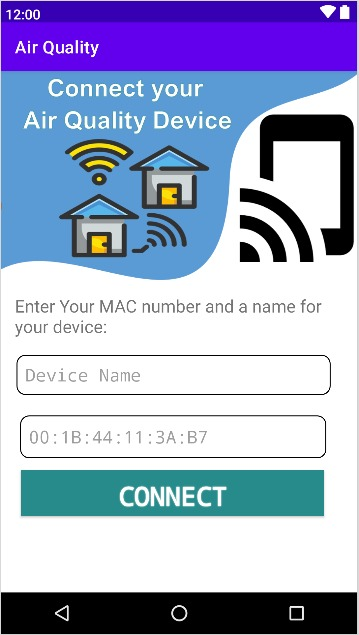 12:00
Air Quality
Connect your
Air Quality Device
Enter Your MAC number and a name for
your device:
Device Name
00:1B:44:11:3A:B7
CONNECT